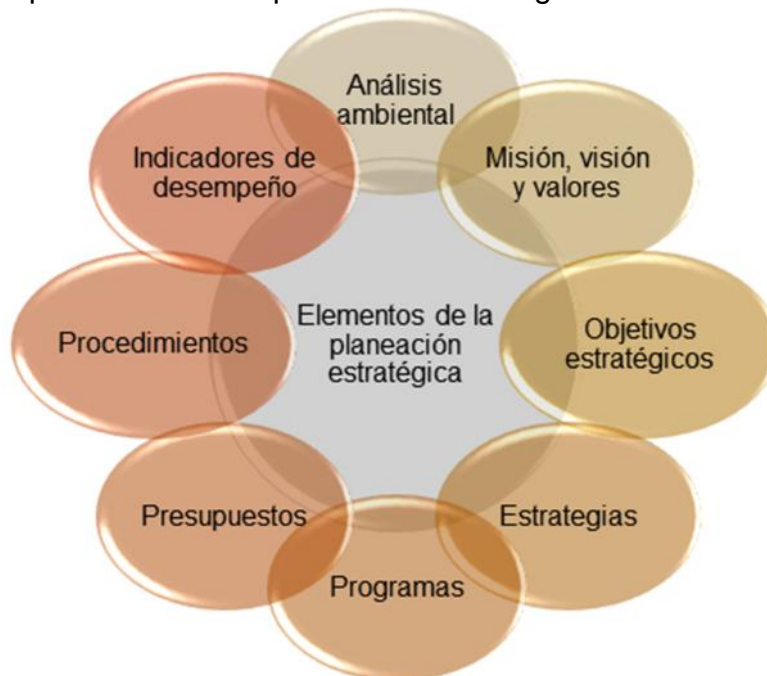 Análisis
ambiental
Misión, visión
y valores
Objetivos
estratégicos
Estrategias
Programas
Presupuestos
Procedimientos
Indicadores de
desempeño
Elementos de la
planeación
estratégica